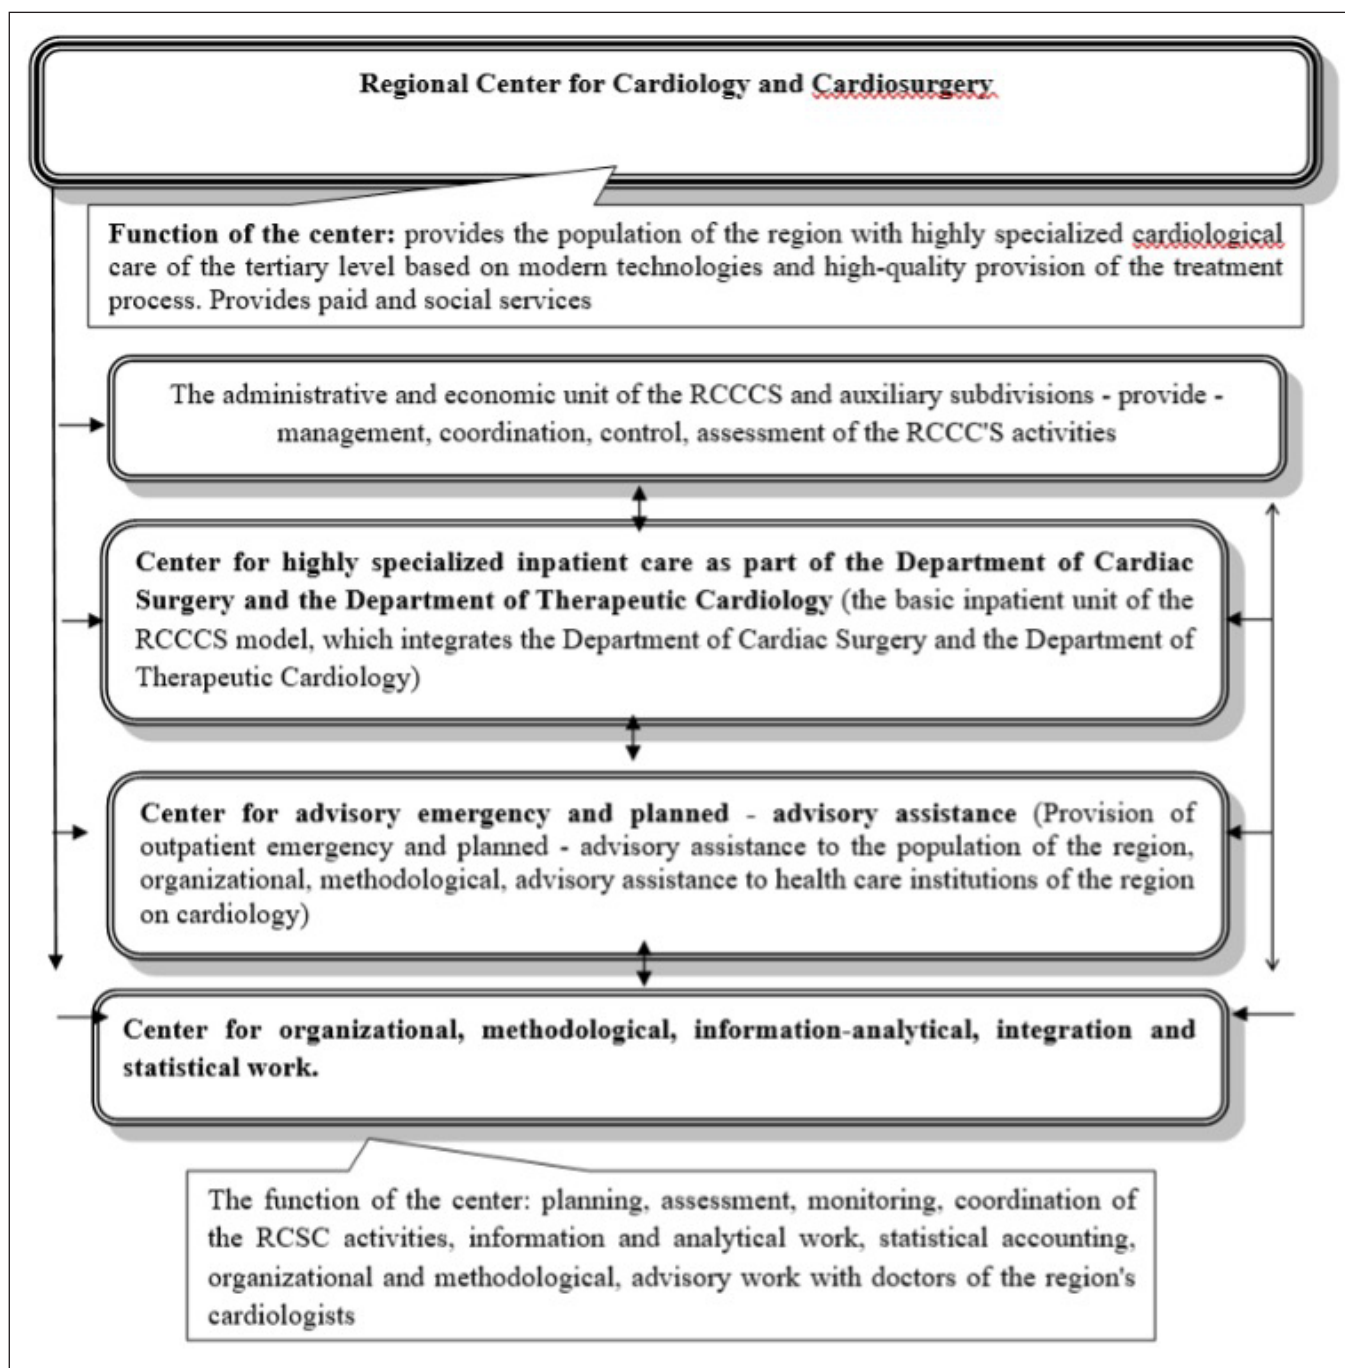 Regional Center for Cardiology and Cardiosurgery
Function of the center: provides the population of the region with highly specialized cardiological
care of the tertiary level based on modern technologies and high-quality provision of the treatment
process. Provides paid and social services
The administrative and economic unit of the RCCCS and auxiliary subdivisions - provide -
management, coordination, control, assessment of the RCCC'S activities
Center for highly specialized inpatient care as part of the Department of Cardiac
Surgery and the Department of Therapeutic Cardiology (the basic inpatient unit of the
RCCCS model, which integrates the Department of Cardiac Surgery and the Department of
Therapeutic Cardiology)
Center for advisory emergency and planned - advisory assistance (Provision of
outpatient emergency and planned - advisory assistance to the population of the region,
organizational, methodological, advisory assistance to health care institutions of the region
on cardiology)
Center for organizational, methodological, information-analytical, integration and
statistical work.
The function of the center: planning, assessment, monitoring, coordination of
the RCSC activities, information and analytical work, statistical accounting,
organizational and methodological, advisory work with doctors of the region's
cardiologists